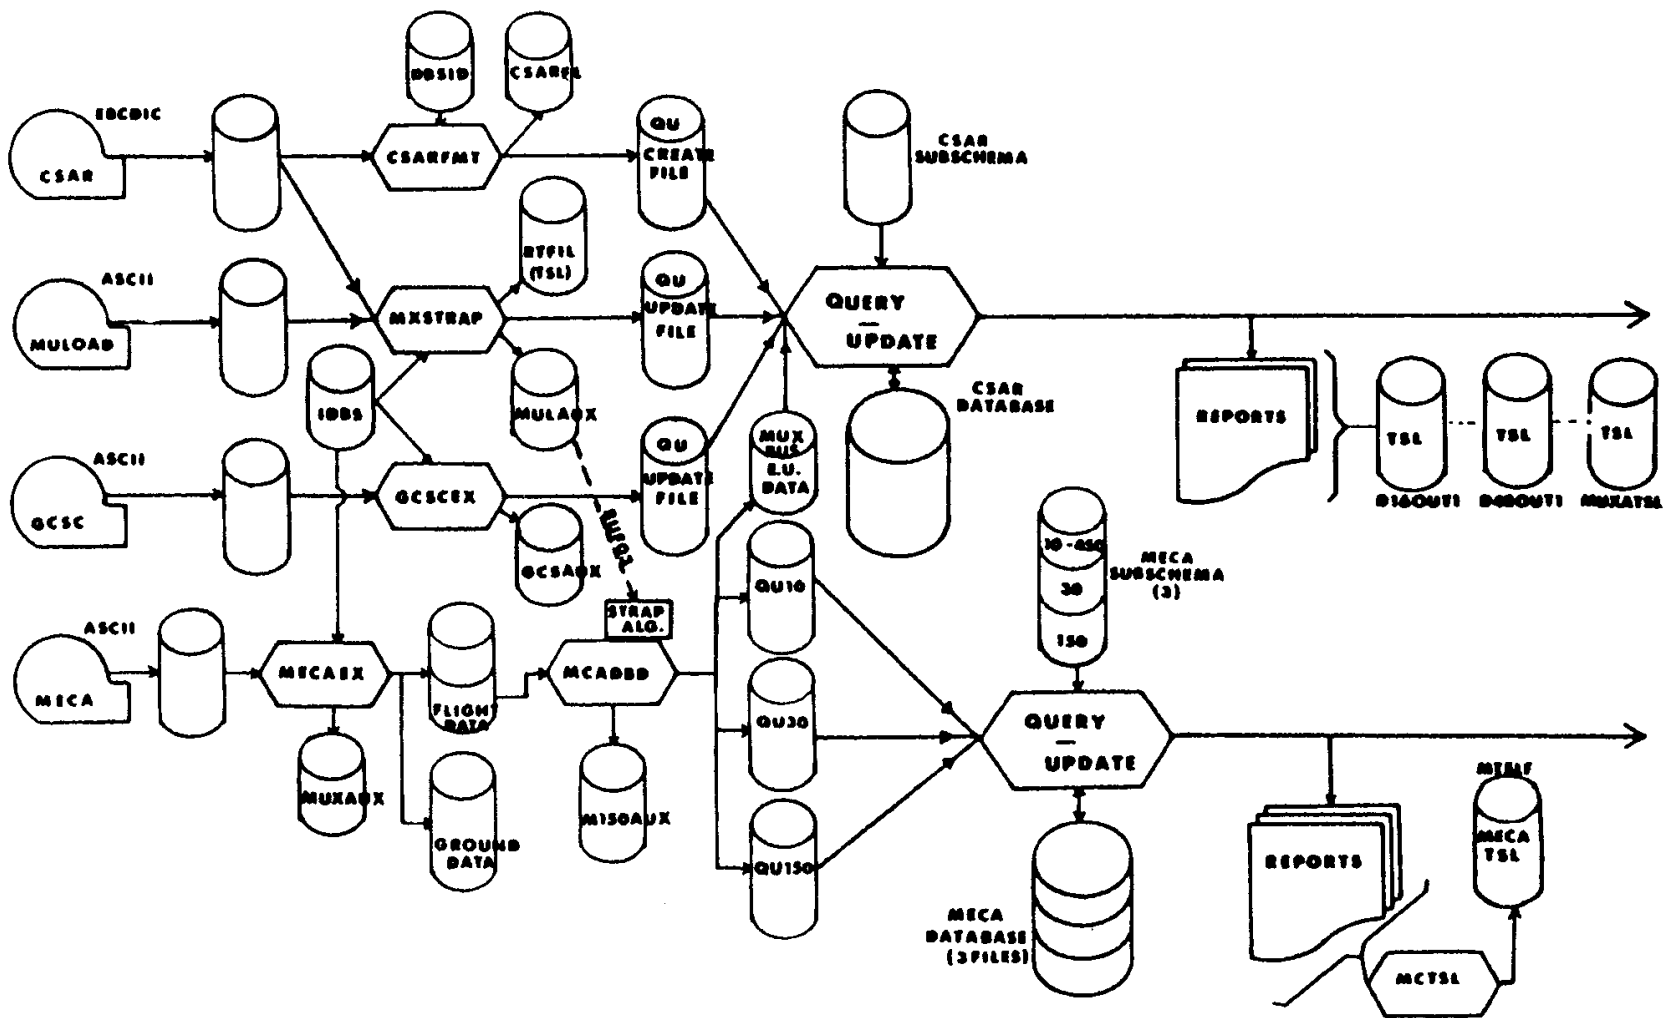 DBSID
CSARFL
EBCDIC
CSAR
CSARFMT
QU
CREATE
FILE
CSAR
SUBSCHEMA
RTFIL
(TSL)
ASCII
MULOAD
MXSTRAP
QU
UPDATE
FILE
QUERY
—
UPDATE
IDBS
MULAUX
CSAR
DATABASE
REPORTS
TSL
TSL
TSL
D16OUT1
MUXATSL
ASCII
GCSC
GCSCEX
QU
UPDATE
FILE
MUX
BUS
E.U.
DATA
GCSAUX
10-450
30
150
MECA
SUBSCHEMA
(3)
ASCII
MECA
MECAEX
FLIGHT
DATA
STRAP
ALG.
MCADBD
QU10
QU30
QU150
QUERY
—
UPDATE
MUXAUX
GROUND
DATA
M150AUX
MECA
DATABASE
(3 FILES)
REPORTS
MTSLF
MECA
TSL
MCTSL